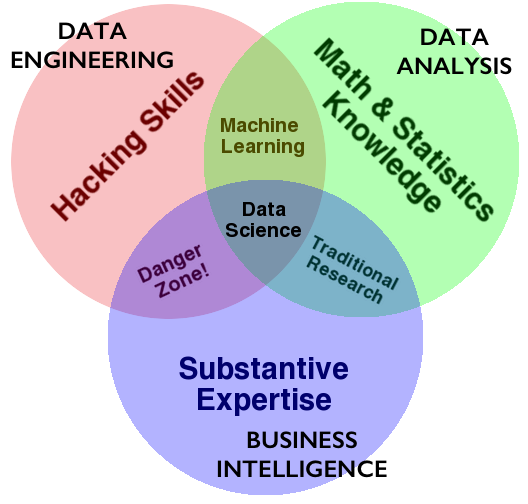 DATA
ENGINEERING
DATA
ANALYSIS
Hacking Skills
Math & Statistics
Knowledge
Machine
Learning
Data
Science
Danger
Zone!
Traditional
Research
Substantive
Expertise
BUSINESS
INTELLIGENCE